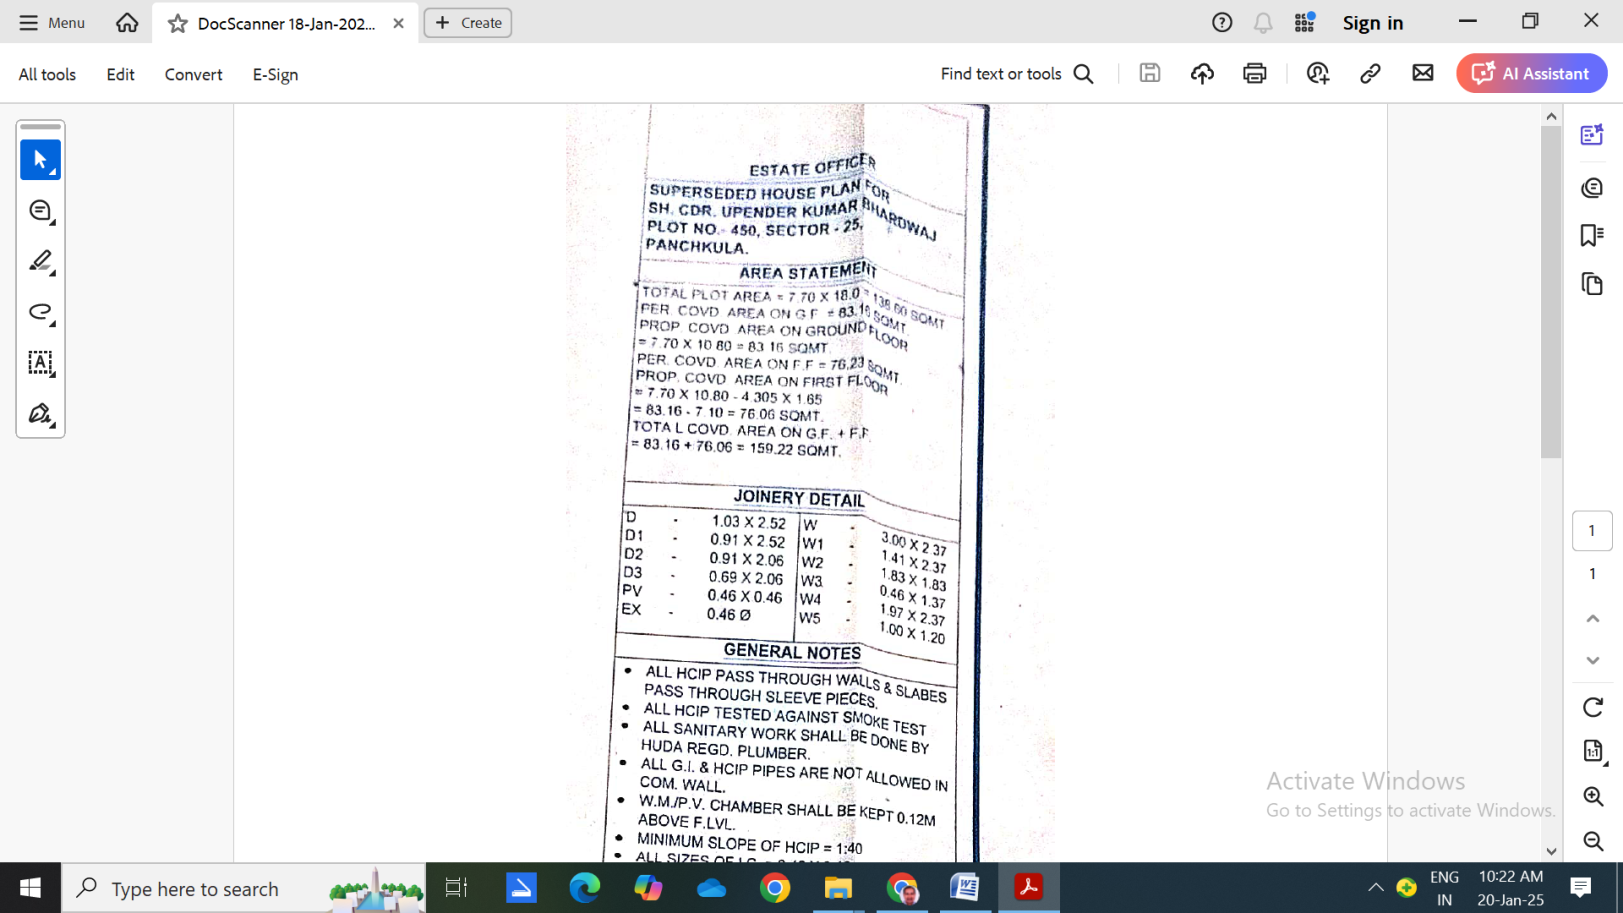 Menu
DocScanner 18-Jan-202...
Create
Sign in
All tools
Edit
Convert
E-Sign
Find text or tools
AI Assistant
ESTATE OFFICER
SUPERSEDED HOUSE PLAN FOR
SH. CDR. UPENDER KUMAR BHARDWAJ
PLOT NO.- 450, SECTOR - 25,
PANCHKULA.
AREA STATEMENT
TOTAL PLOT AREA = 7.70 X 18.0 = 138.60 SQMT
PER. COVD AREA ON G.F = 83.16 SQMT.
PROP. COVD AREA ON GROUND FLOOR
= 7.70 X 10.80 = 83.16 SQMT.
PER. COVD. AREA ON F.F = 76.23 SQMT.
PROP. COVD AREA ON FIRST FLOOR
= 7.70 X 10.80 - 4.305 X 1.65
= 83.16 - 7.10 = 76.06 SQMT.
TOTAL COVD. AREA ON G.F. + F.F.
= 83.16 + 76.06 = 159.22 SQMT.
JOINERY DETAIL
D - 1.03 X 2.52 W - 3.00 X 2.37
D1 - 0.91 X 2.52 W1 - 1.41 X 2.37
D2 - 0.91 X 2.06 W2 - 1.83 X 1.83
D3 - 0.69 X 2.06 W3 - 0.46 X 1.37
PV - 0.46 X 0.46 W4 - 1.97 X 2.37
EX - 0.46 Ø W5 - 1.00 X 1.20
GENERAL NOTES
• ALL HCIP PASS THROUGH WALLS & SLABES
PASS THROUGH SLEEVE PIECES.
• ALL HCIP TESTED AGAINST SMOKE TEST
• ALL SANITARY WORK SHALL BE DONE BY
HUDA REGD. PLUMBER.
• ALL G.I. & HCIP PIPES ARE NOT ALLOWED IN
COM. WALL.
• W.M./P.V. CHAMBER SHALL BE KEPT 0.12M
ABOVE F.LVL.
• MINIMUM SLOPE OF HCIP = 1:40
• ALL SIZES OF
1
1
Activate Windows
Go to Settings to activate Windows.
Type here to search
ENG
IN
10:22 AM
20-Jan-25